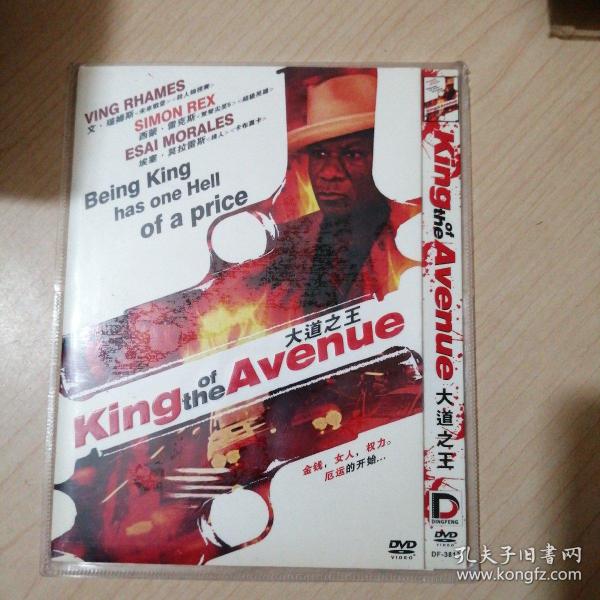 VING RHAMES
SIMON REX
ESAI MORALES
Being King
has one Hell
of a price
大道之王
King of the Avenue
金钱，女人，权力。
厄运的开始...
DVD
VIDEO
King of the Avenue
大道之王
D
DINGFENG
DVD
VIDEO
孔夫子旧书网
www.kongfz.com